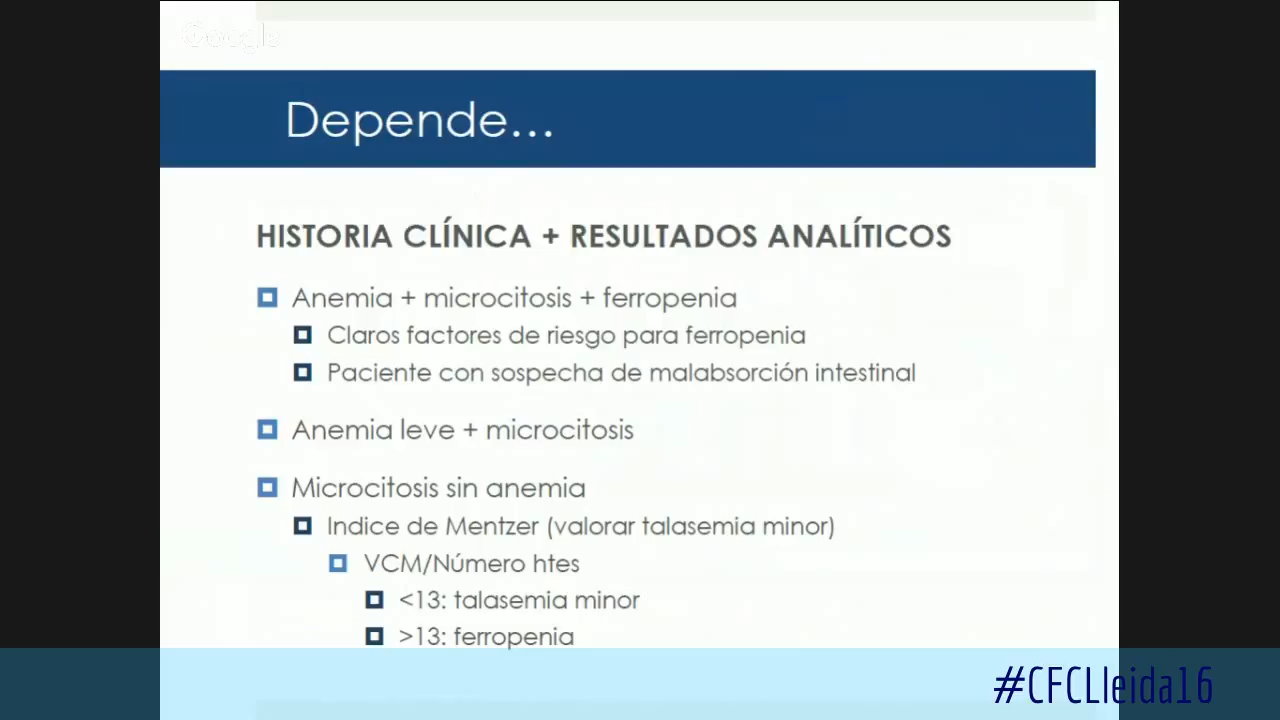 Google
Depende...
HISTORIA CLÍNICA + RESULTADOS ANALÍTICOS
Anemia + microcitosis + ferropenia
Claros factores de riesgo para ferropenia
Paciente con sospecha de malabsorción intestinal
Anemia leve + microcitosis
Microcitosis sin anemia
Indice de Mentzer (valorar talasemia minor)
VCM/Número htes
<13: talasemia minor
>13: ferropenia
#CFCLleida16